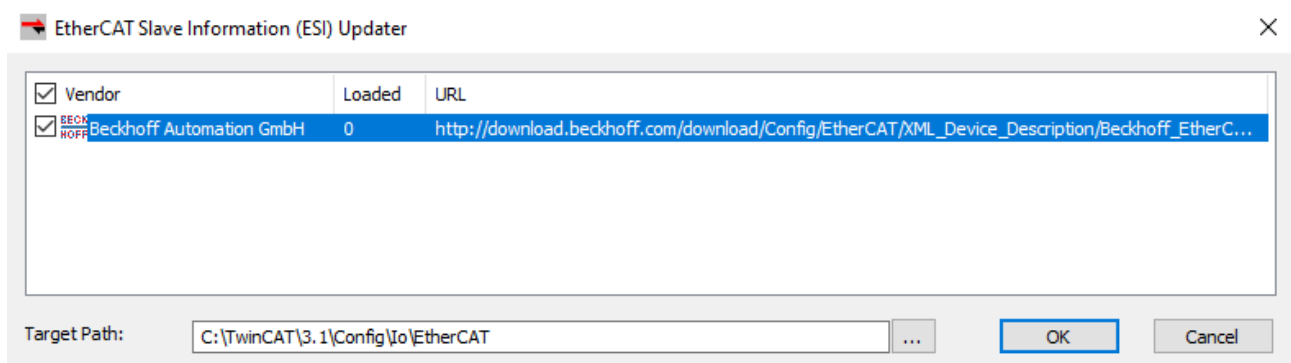 EtherCAT Slave Information (ESI) Updater
Vendor Loaded URL
BECKHOFF Beckhoff Automation GmbH 0 http://download.beckhoff.com/download/Config/EtherCAT/XML_Device_Description/Beckhoff_EtherC...
Target Path: C:\TwinCAT\3.1\Config\Io\EtherCAT ... OK Cancel